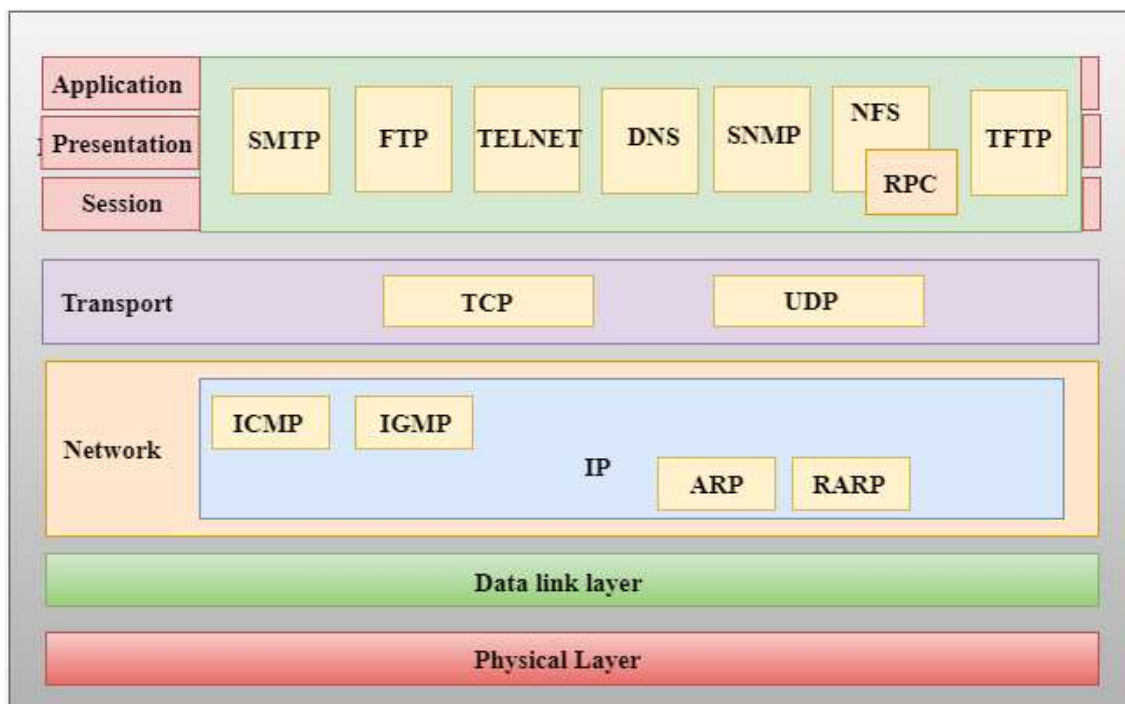 Application
Presentation
Session
SMTP
FTP
TELNET
DNS
SNMP
NFS
RPC
TFTP
Transport
TCP
UDP
Network
ICMP
IGMP
IP
ARP
RARP
Data link layer
Physical Layer